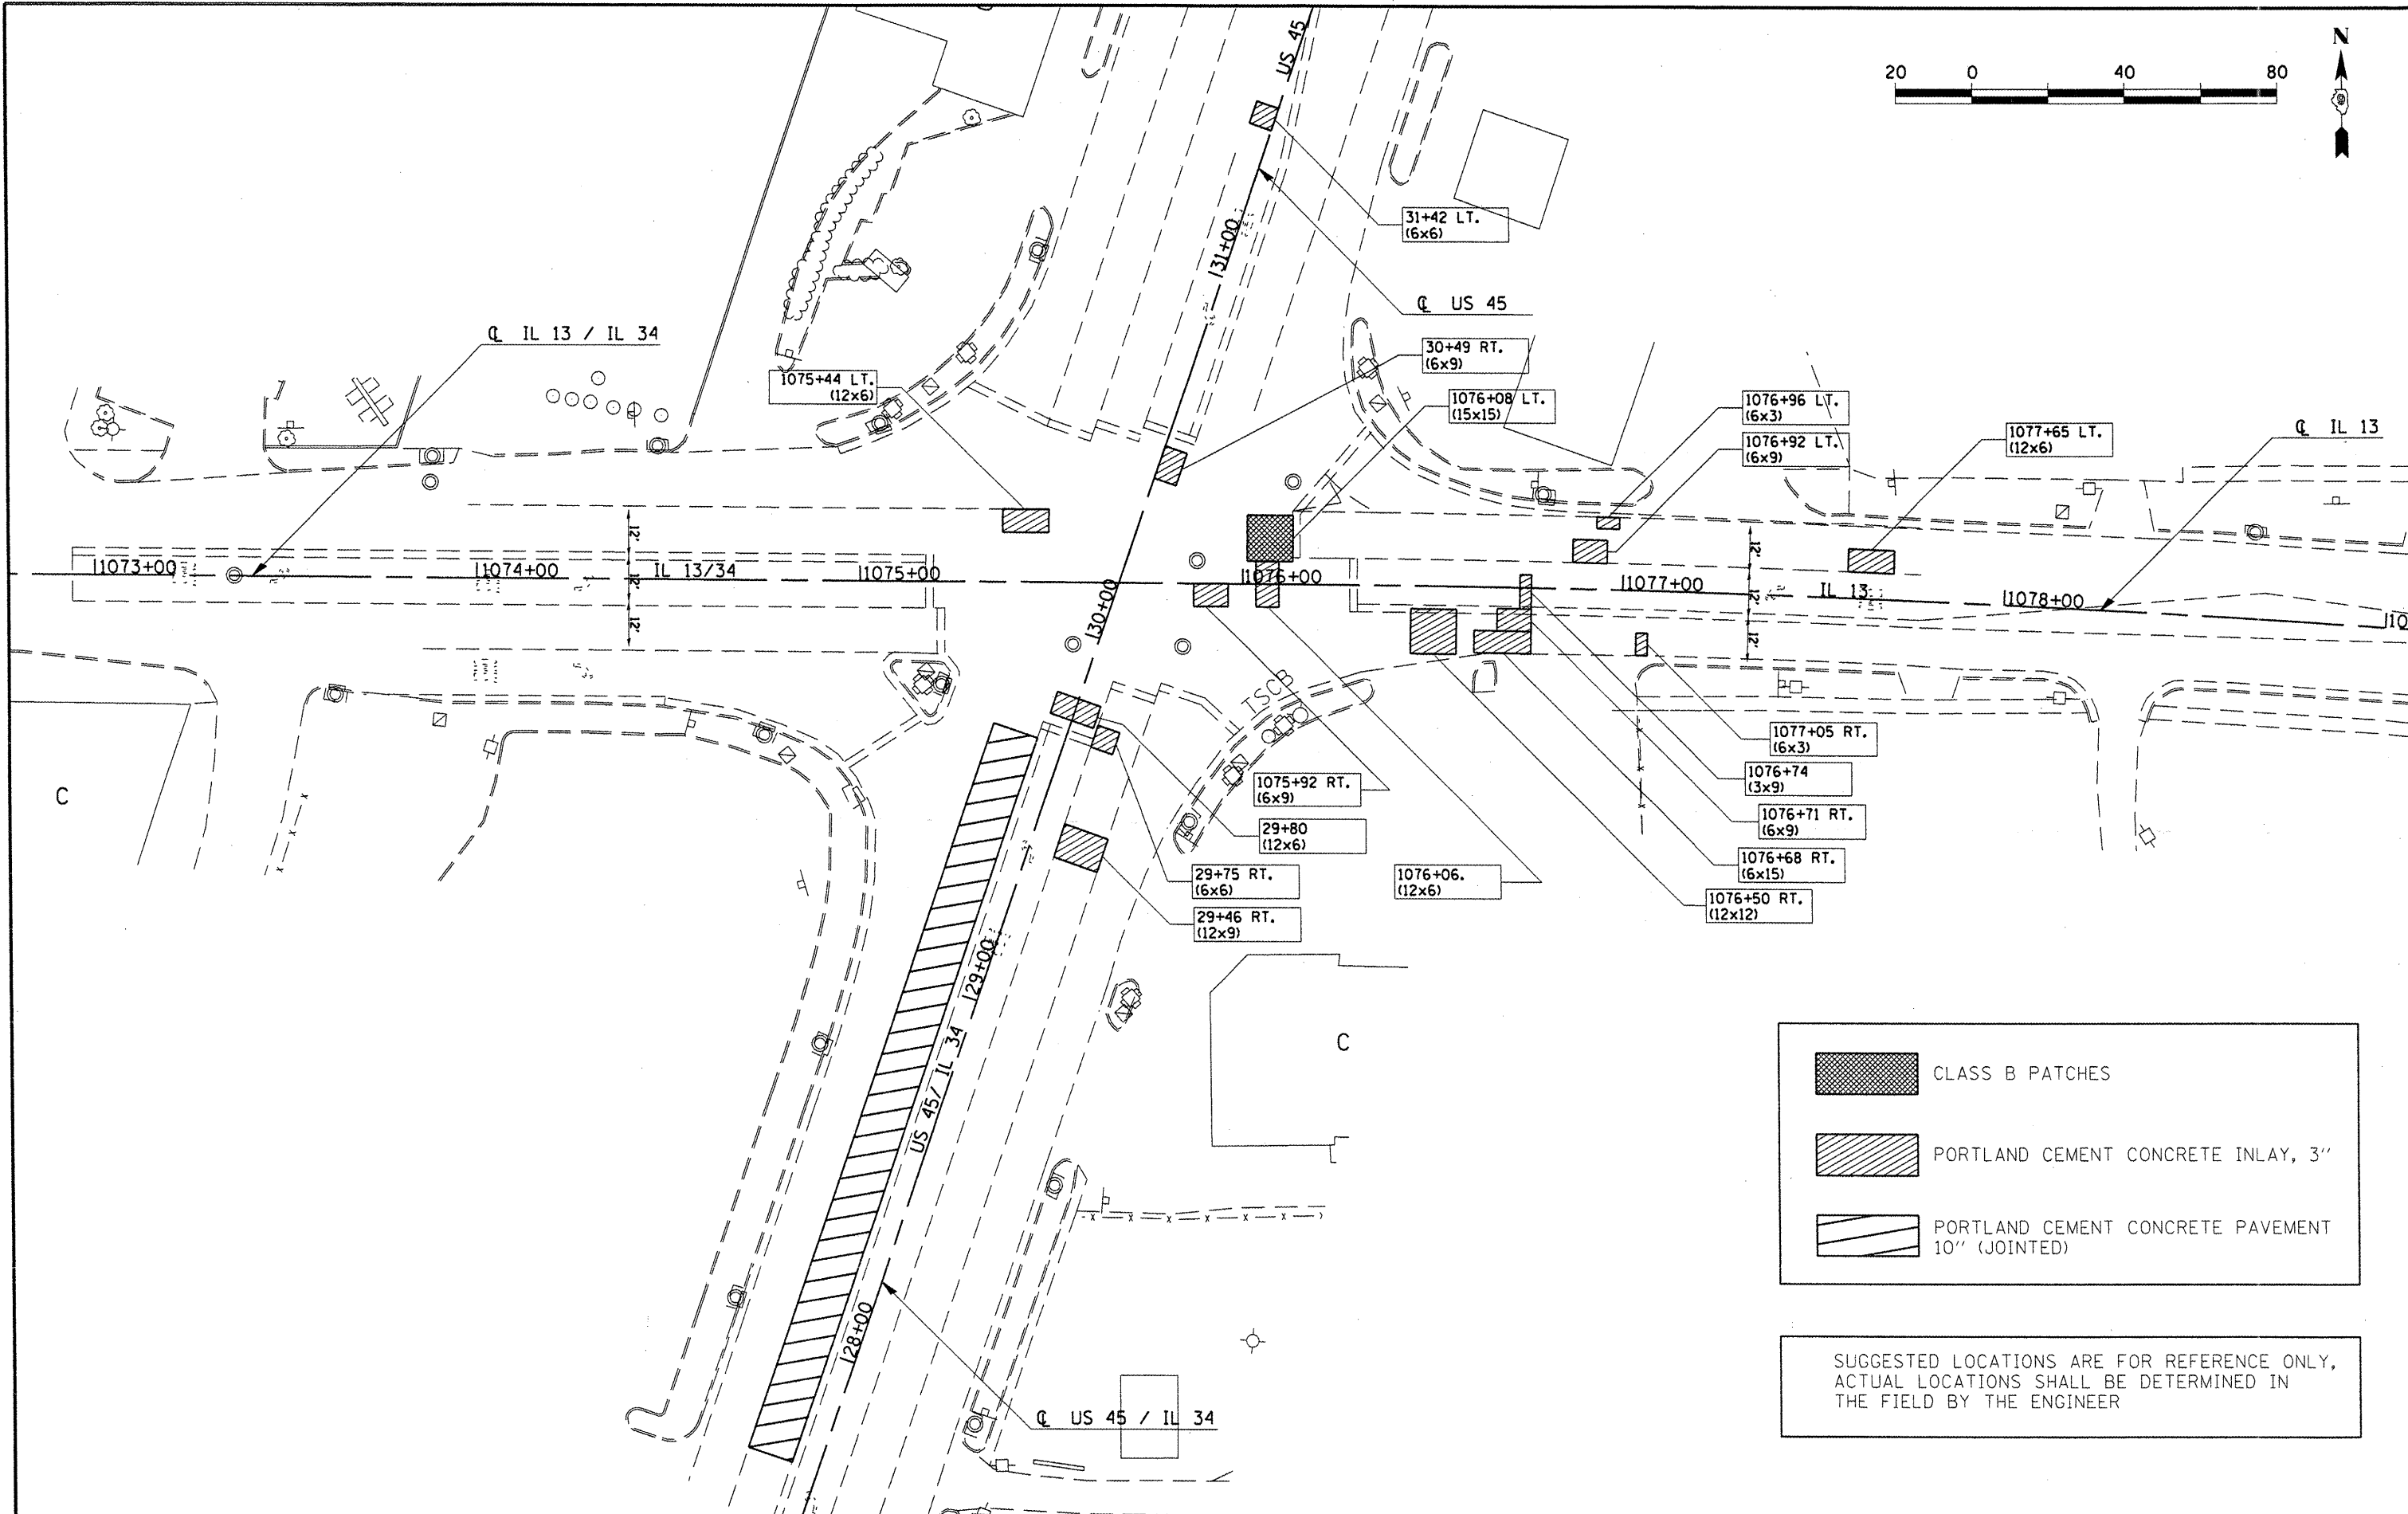 US 45
N
20 0 40 80
31+42 LT.
(6x6)
131+00
℄ US 45
℄ IL 13 / IL 34
30+49 RT.
(6x9)
1075+44 LT.
(12x6)
1076+08 LT.
(15x15)
1076+96 LT.
(6x3)
1076+92 LT.
(6x9)
1077+65 LT.
(12x6)
℄ IL 13
12'
12'
12'
12'
12'
12'
1073+00
1074+00
IL 13/34
1075+00
1076+00
1077+00
IL 13
1078+00
10
130+00
TSCB
1077+05 RT.
(6x3)
1076+74
(3x9)
1075+92 RT.
(6x9)
1076+71 RT.
(6x9)
29+80
(12x6)
1076+68 RT.
(6x15)
29+75 RT.
(6x6)
1076+06.
(12x6)
1076+50 RT.
(12x12)
29+46 RT.
(12x9)
C
129+00
C
US 45/ IL 34
128+00
℄ US 45 / IL 34
CLASS B PATCHES
PORTLAND CEMENT CONCRETE INLAY, 3"
PORTLAND CEMENT CONCRETE PAVEMENT
10" (JOINTED)
SUGGESTED LOCATIONS ARE FOR REFERENCE ONLY,
ACTUAL LOCATIONS SHALL BE DETERMINED IN
THE FIELD BY THE ENGINEER